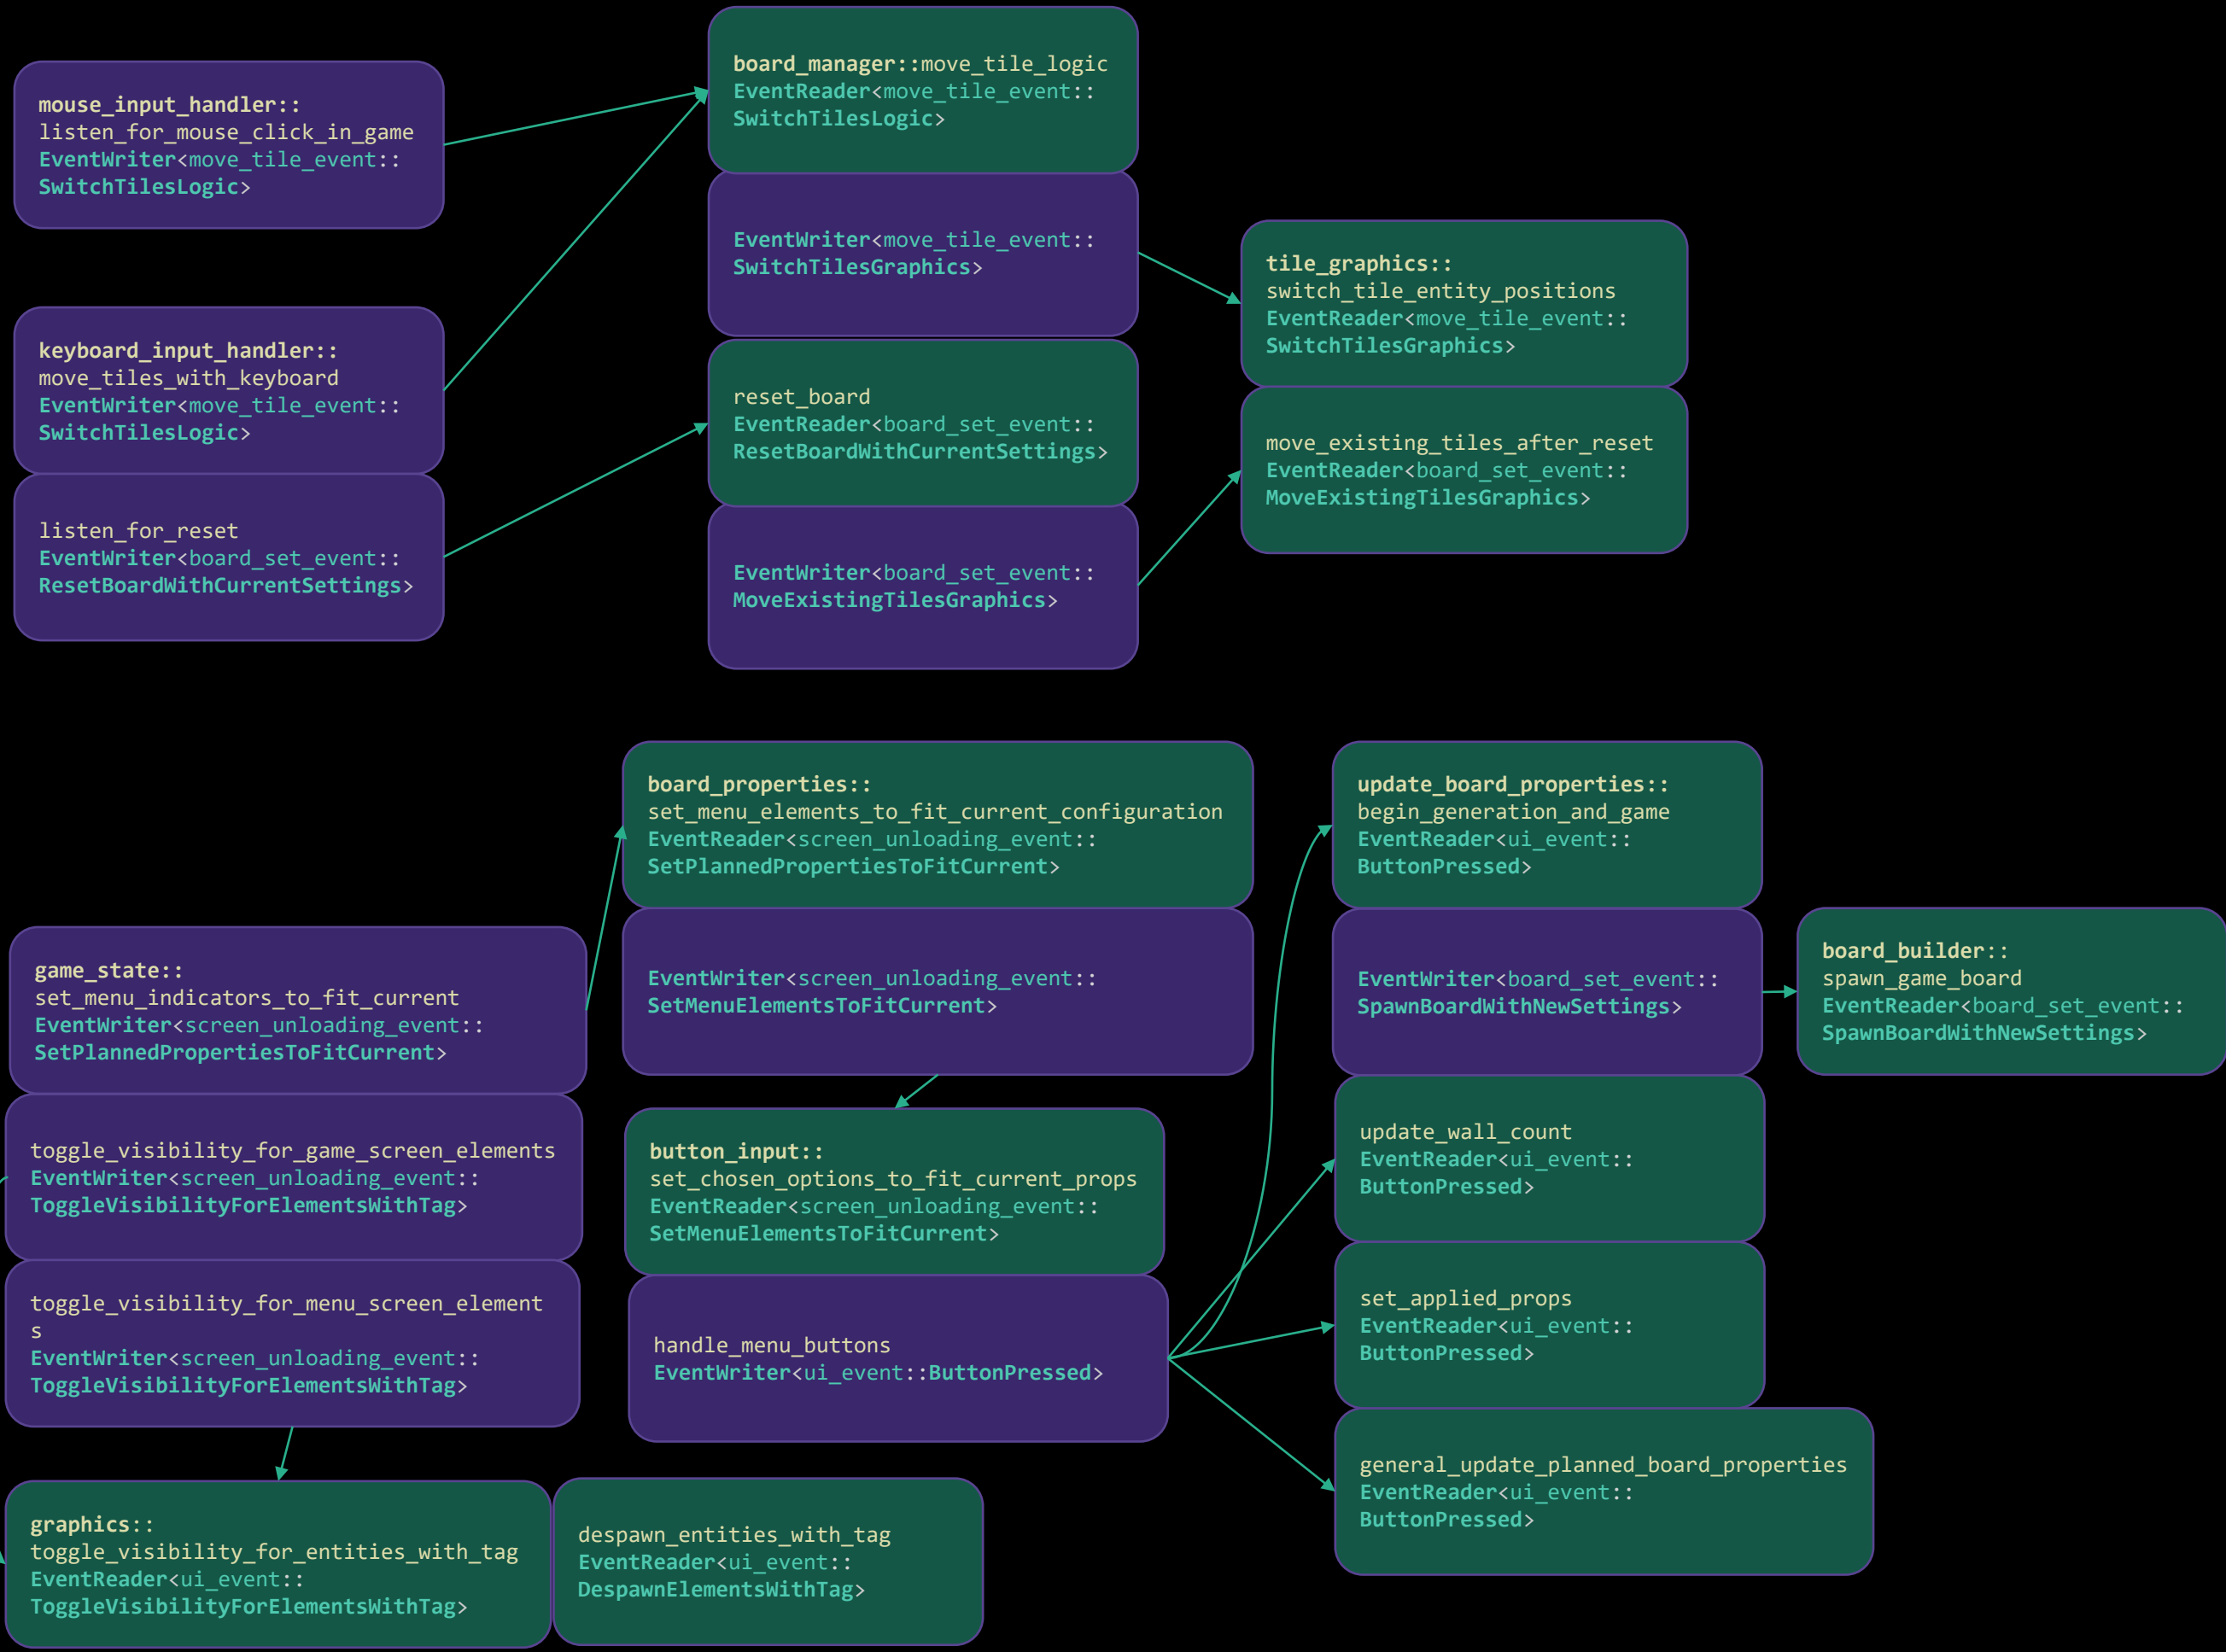 mouse_input_handler::
listen_for_mouse_click_in_game
EventWriter<move_tile_event::
SwitchTilesLogic>
keyboard_input_handler::
move_tiles_with_keyboard
EventWriter<move_tile_event::
SwitchTilesLogic>
listen_for_reset
EventWriter<board_set_event::
ResetBoardWithCurrentSettings>
board_manager::move_tile_logic
EventReader<move_tile_event::
SwitchTilesLogic>
EventWriter<move_tile_event::
SwitchTilesGraphics>
reset_board
EventReader<board_set_event::
ResetBoardWithCurrentSettings>
EventWriter<board_set_event::
MoveExistingTilesGraphics>
tile_graphics::
switch_tile_entity_positions
EventReader<move_tile_event::
SwitchTilesGraphics>
move_existing_tiles_after_reset
EventReader<board_set_event::
MoveExistingTilesGraphics>
game_state::
set_menu_indicators_to_fit_current
EventWriter<screen_unloading_event::
SetPlannedPropertiesToFitCurrent>
toggle_visibility_for_game_screen_elements
EventWriter<screen_unloading_event::
ToggleVisibilityForElementsWithTag>
toggle_visibility_for_menu_screen_element
s
EventWriter<screen_unloading_event::
ToggleVisibilityForElementsWithTag>
graphics::
toggle_visibility_for_entities_with_tag
EventReader<ui_event::
ToggleVisibilityForElementsWithTag>
despawn_entities_with_tag
EventReader<ui_event::
DespawnElementsWithTag>
board_properties::
set_menu_elements_to_fit_current_configuration
EventReader<screen_unloading_event::
SetPlannedPropertiesToFitCurrent>
EventWriter<screen_unloading_event::
SetMenuElementsToFitCurrent>
button_input::
set_chosen_options_to_fit_current_props
EventReader<screen_unloading_event::
SetMenuElementsToFitCurrent>
handle_menu_buttons
EventWriter<ui_event::ButtonPressed>
update_board_properties::
begin_generation_and_game
EventReader<ui_event::
ButtonPressed>
EventWriter<board_set_event::
SpawnBoardWithNewSettings>
update_wall_count
EventReader<ui_event::
ButtonPressed>
set_applied_props
EventReader<ui_event::
ButtonPressed>
general_update_planned_board_properties
EventReader<ui_event::
ButtonPressed>
board_builder::
spawn_game_board
EventReader<board_set_event::
SpawnBoardWithNewSettings>